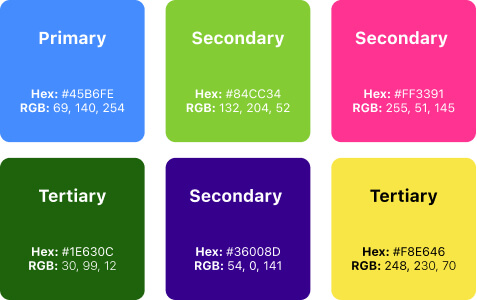 Primary
Hex: #45B6FE
RGB: 69, 140, 254
Secondary
Hex: #84CC34
RGB: 132, 204, 52
Secondary
Hex: #FF3391
RGB: 255, 51, 145
Tertiary
Hex: #1E630C
RGB: 30, 99, 12
Secondary
Hex: #36008D
RGB: 54, 0, 141
Tertiary
Hex: #F8E646
RGB: 248, 230, 70